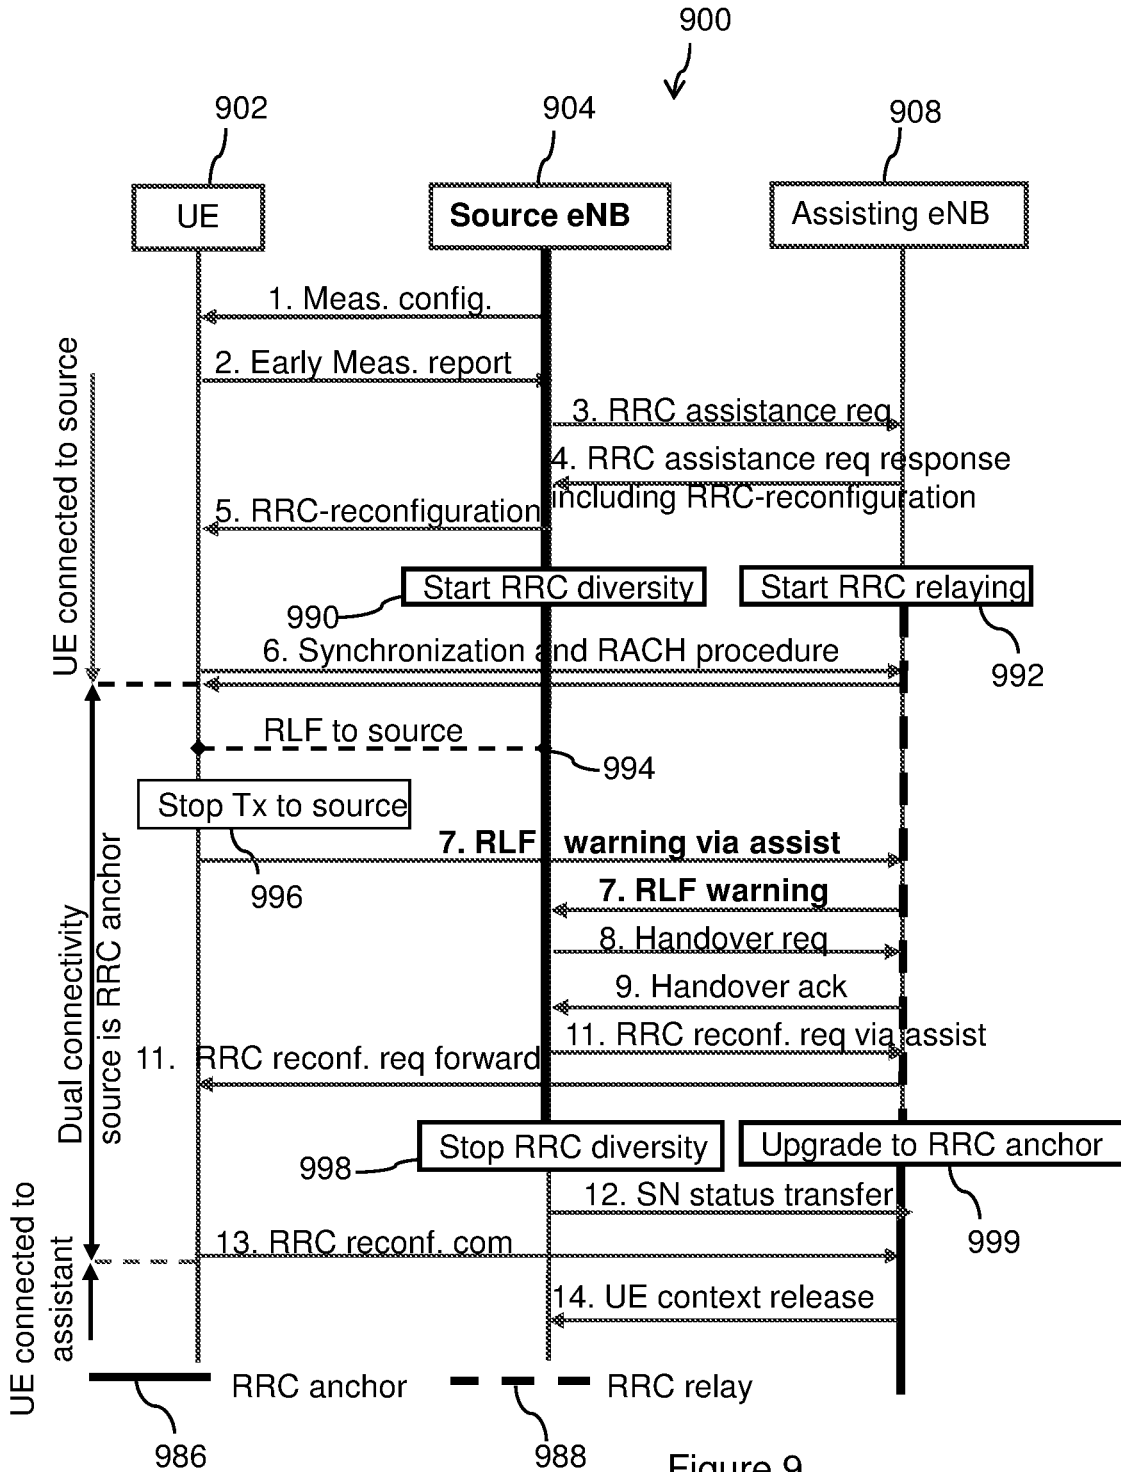 900
902
904
908
UE
Source eNB
Assisting eNB
1. Meas. config.
2. Early Meas. report
3. RRC assistance req
4. RRC assistance req response
including RRC-reconfiguration
5. RRC-reconfiguration
UE connected to source
Start RRC diversity
Start RRC relaying
990
992
6. Synchronization and RACH procedure
RLF to source
994
Stop Tx to source
996
7. RLF warning via assist
7. RLF warning
8. Handover req
9. Handover ack
11. RRC reconf. req via assist
11. RRC reconf. req forward
Dual connectivity
source is RRC anchor
Stop RRC diversity
Upgrade to RRC anchor
998
999
12. SN status transfer
13. RRC reconf. com
14. UE context release
UE connected to
assistant
RRC anchor
RRC relay
986
988
Figure 9